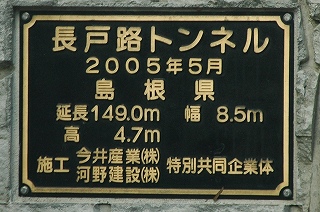 長戸路トンネル
2005年5月
島根県
延長149.0m 幅 8.5m
高 4.7m
施工 今井産業㈱ 特別共同企業体
河野建設㈱